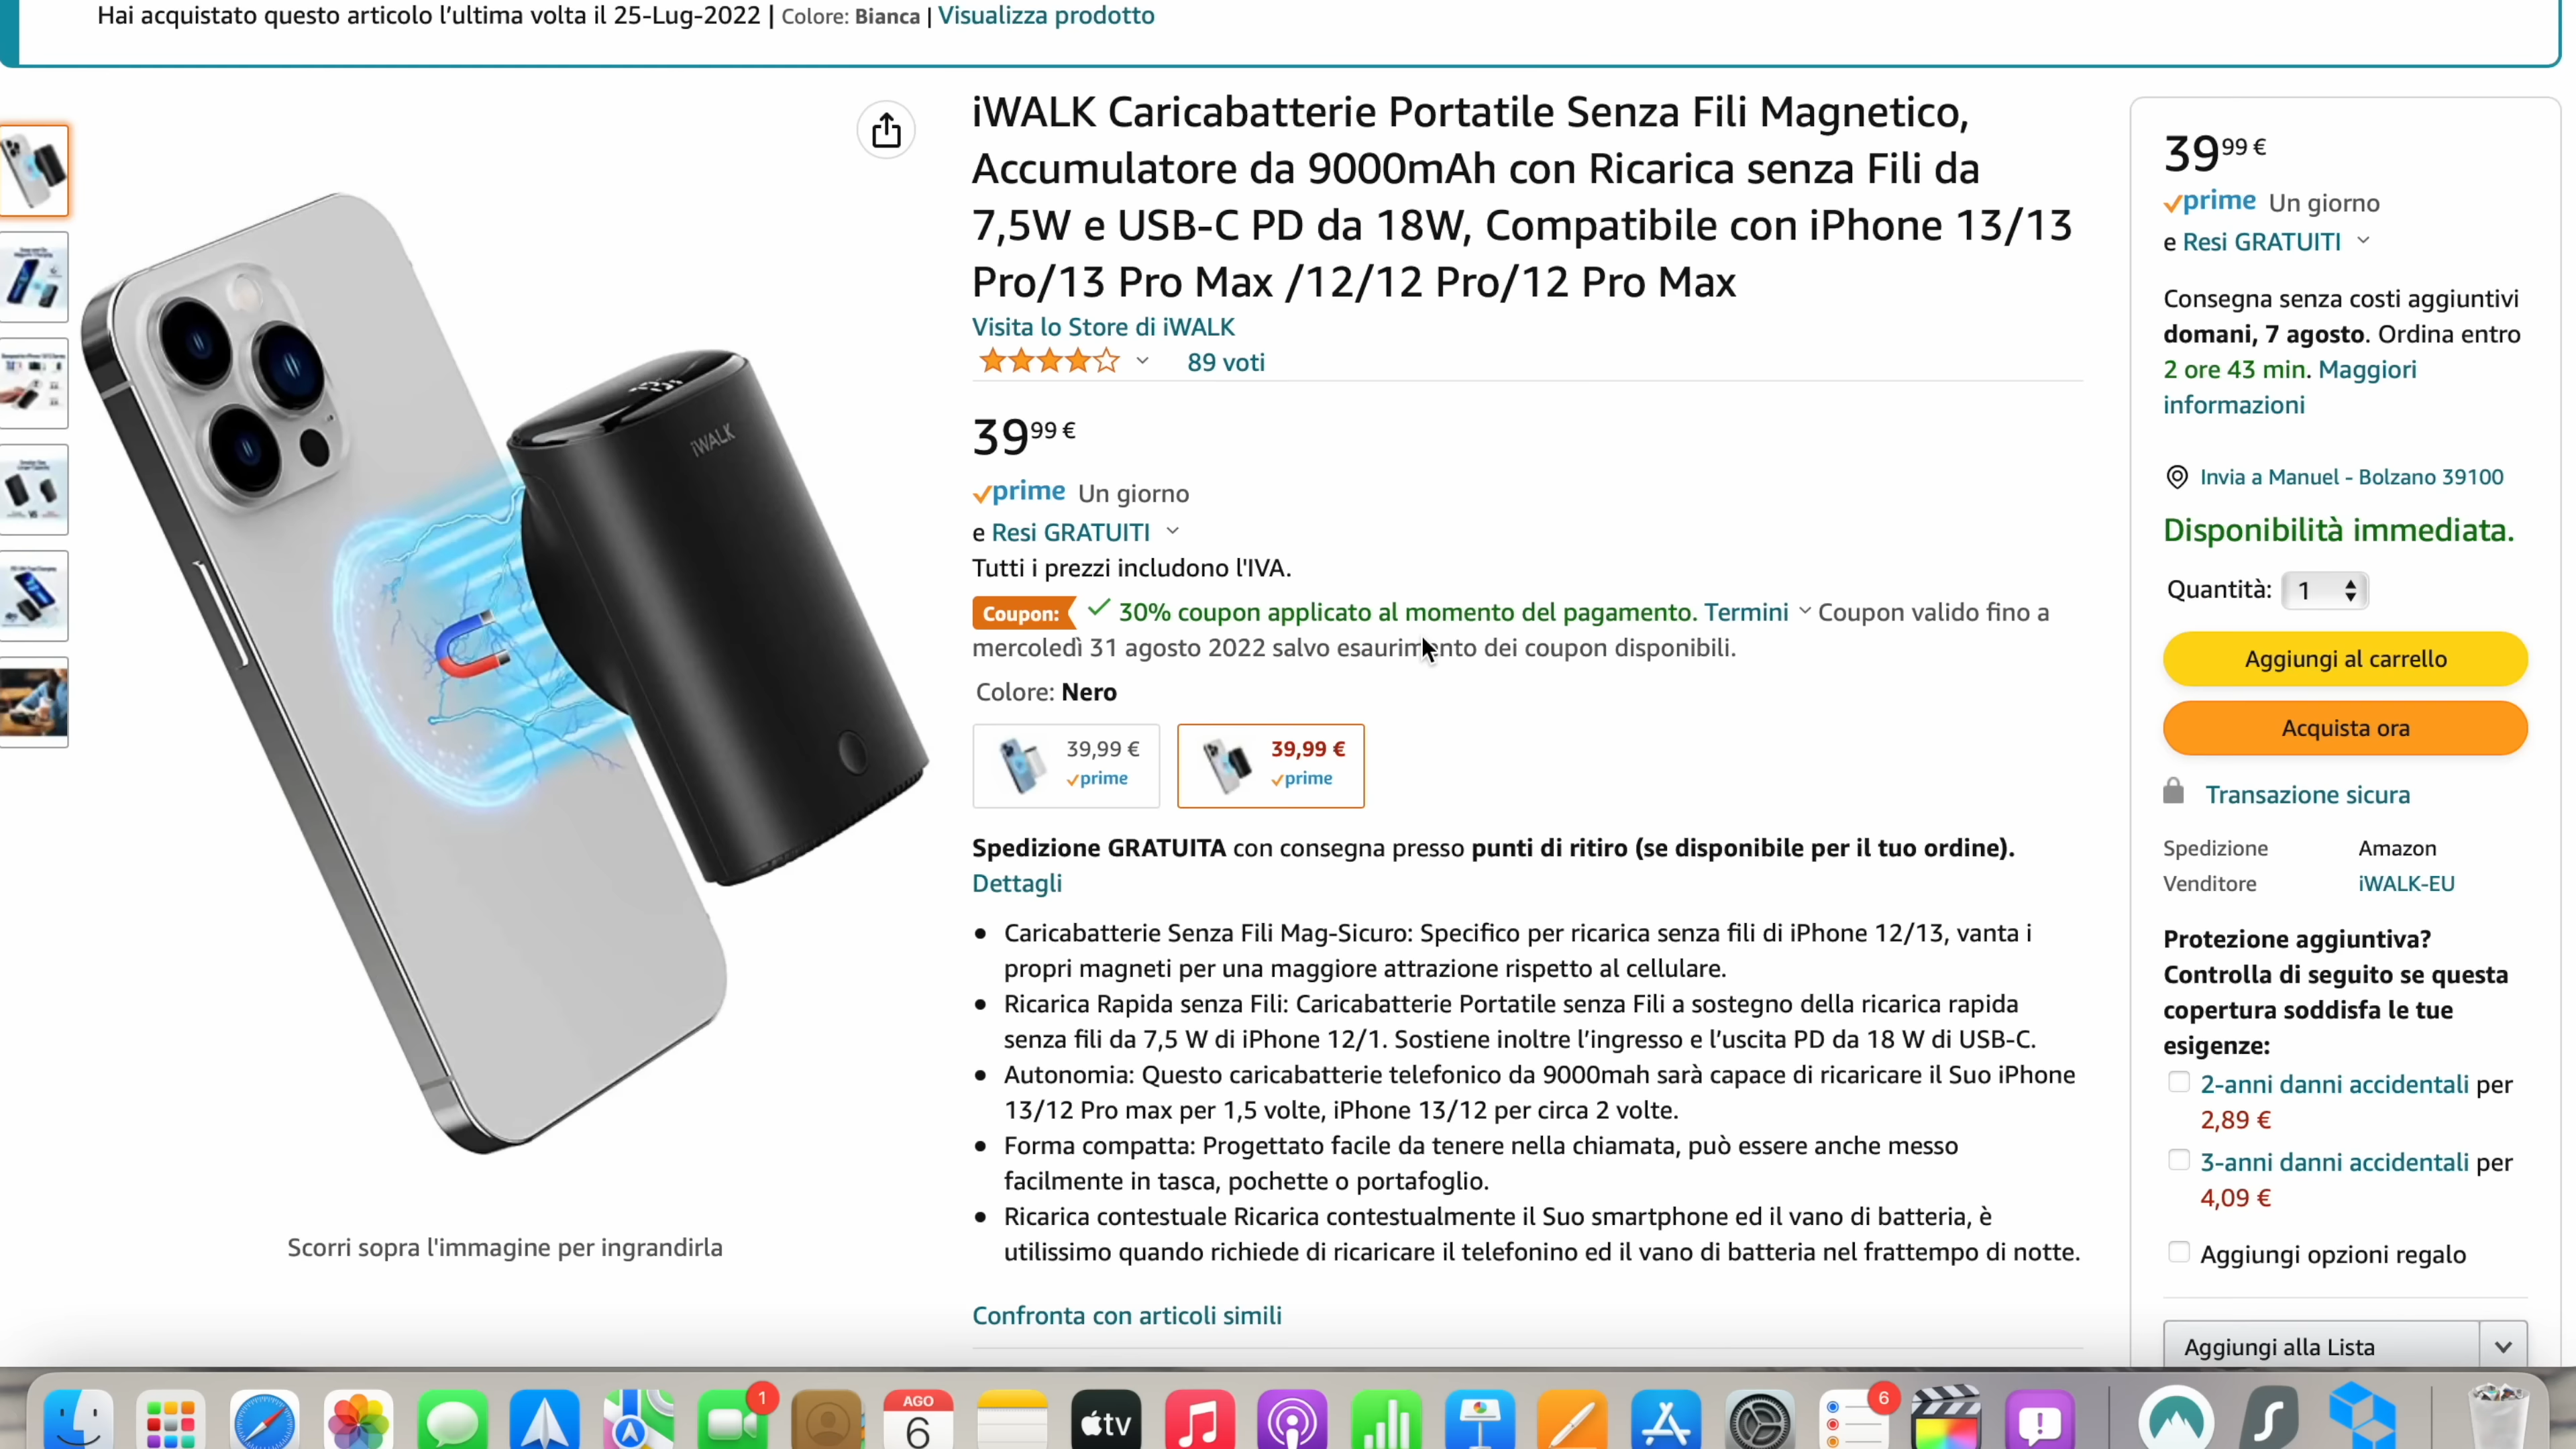 Hai acquistato questo articolo l’ultima volta il 25-Lug-2022 | Colore: Bianca | Visualizza prodotto
iWALK Caricabatterie Portatile Senza Fili Magnetico,
Accumulatore da 9000mAh con Ricarica senza Fili da
7,5W e USB-C PD da 18W, Compatibile con iPhone 13/13
Pro/13 Pro Max /12/12 Pro/12 Pro Max
Visita lo Store di iWALK
89 voti
39⁹⁹ €
prime Un giorno
e Resi GRATUITI
Tutti i prezzi includono l'IVA.
Coupon: 30% coupon applicato al momento del pagamento. Termini Coupon valido fino a
mercoledì 31 agosto 2022 salvo esaurimento dei coupon disponibili.
Colore: Nero
39,99 € 39,99 €
prime prime
Spedizione GRATUITA con consegna presso punti di ritiro (se disponibile per il tuo ordine).
Dettagli
• Caricabatterie Senza Fili Mag-Sicuro: Specifico per ricarica senza fili di iPhone 12/13, vanta i
propri magneti per una maggiore attrazione rispetto al cellulare.
• Ricarica Rapida senza Fili: Caricabatterie Portatile senza Fili a sostegno della ricarica rapida
senza fili da 7,5 W di iPhone 12/1. Sostiene inoltre l’ingresso e l’uscita PD da 18 W di USB-C.
• Autonomia: Questo caricabatterie telefonico da 9000mah sarà capace di ricaricare il Suo iPhone
13/12 Pro max per 1,5 volte, iPhone 13/12 per circa 2 volte.
• Forma compatta: Progettato facile da tenere nella chiamata, può essere anche messo
facilmente in tasca, pochette o portafoglio.
• Ricarica contestuale Ricarica contestualmente il Suo smartphone ed il vano di batteria, è
utilissimo quando richiede di ricaricare il telefonino ed il vano di batteria nel frattempo di notte.
Confronta con articoli simili
iWALK
Scorri sopra l'immagine per ingrandirla
39⁹⁹ €
prime Un giorno
e Resi GRATUITI
Consegna senza costi aggiuntivi
domani, 7 agosto. Ordina entro
2 ore 43 min. Maggiori
informazioni
Invia a Manuel - Bolzano 39100
Disponibilità immediata.
Quantità: 1
Aggiungi al carrello
Acquista ora
Transazione sicura
Spedizione Amazon
Venditore iWALK-EU
Protezione aggiuntiva?
Controlla di seguito se questa
copertura soddisfa le tue
esigenze:
2-anni danni accidentali per
2,89 €
3-anni danni accidentali per
4,09 €
Aggiungi opzioni regalo
Aggiungi alla Lista
1
AGO
6
tv
6